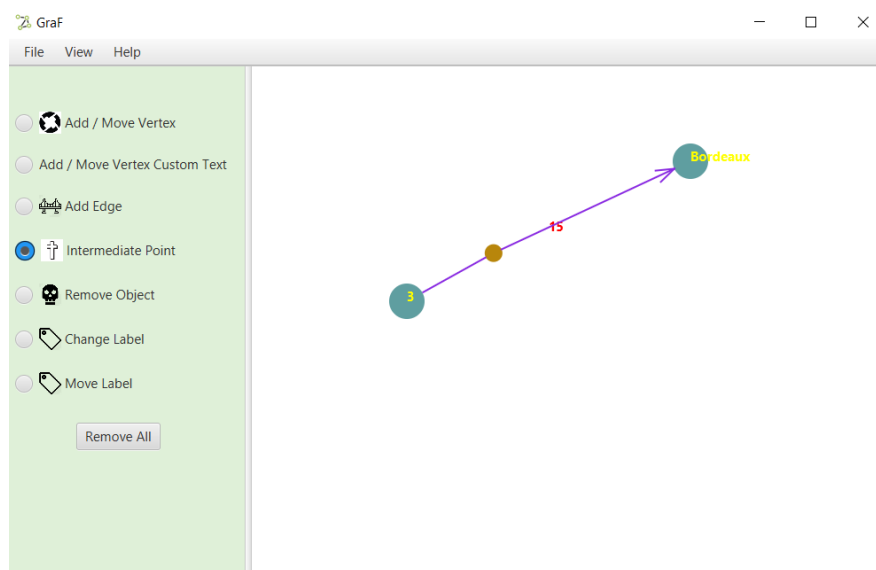 GraF
File View Help
Add / Move Vertex
Add / Move Vertex Custom Text
Add Edge
Intermediate Point
Remove Object
Change Label
Move Label
Remove All
Bordeaux
15
3